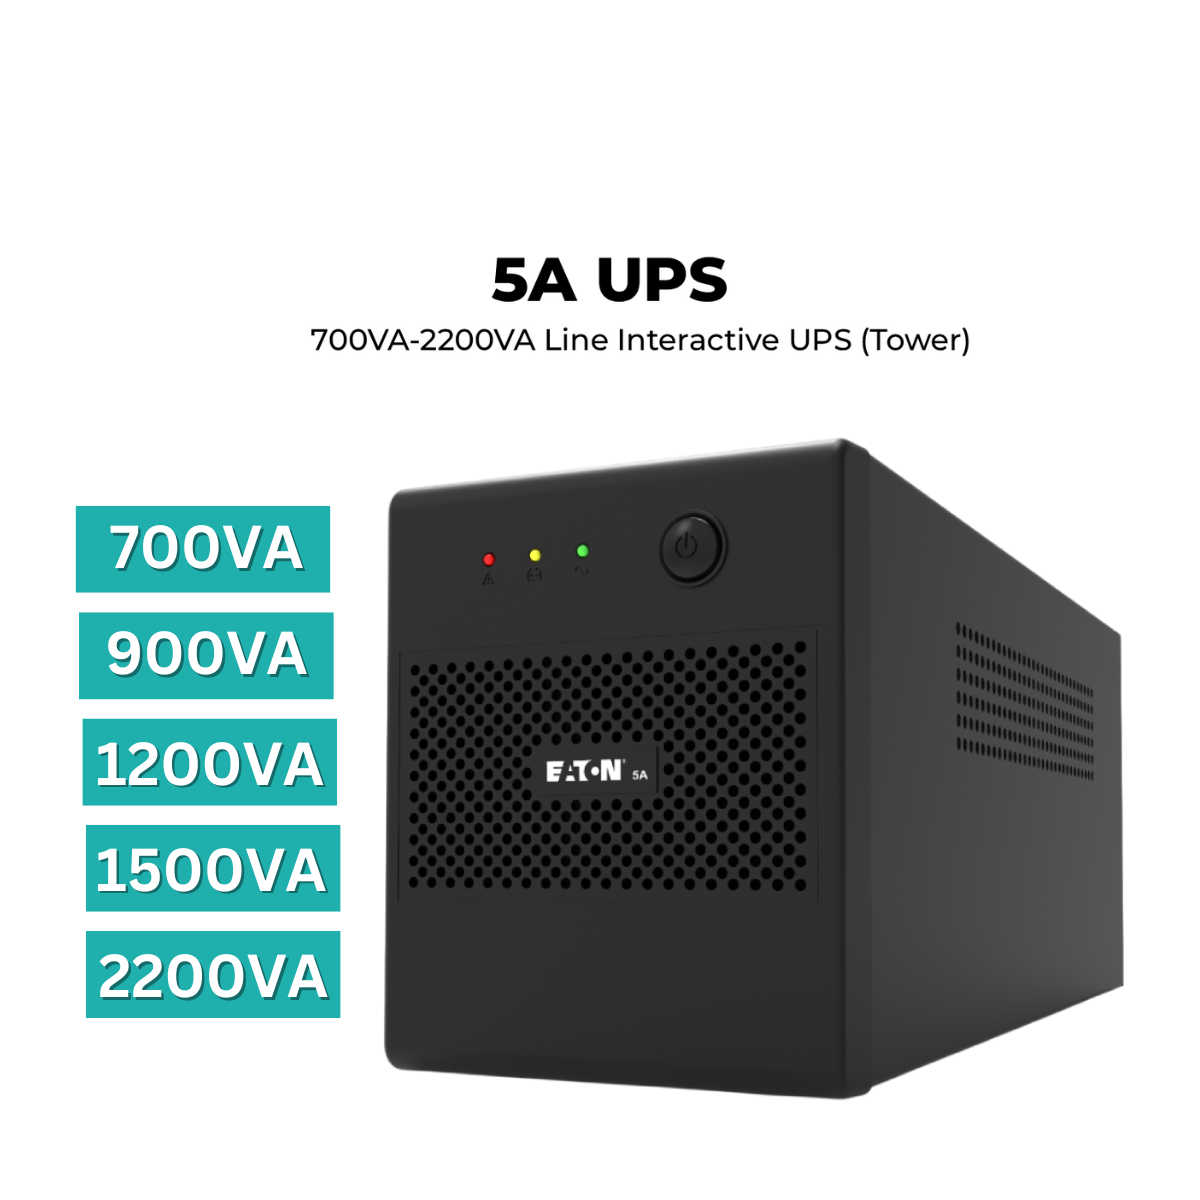 5A UPS
700VA-2200VA Line Interactive UPS (Tower)
700VA
900VA
1200VA
1500VA
2200VA
EATON 5A